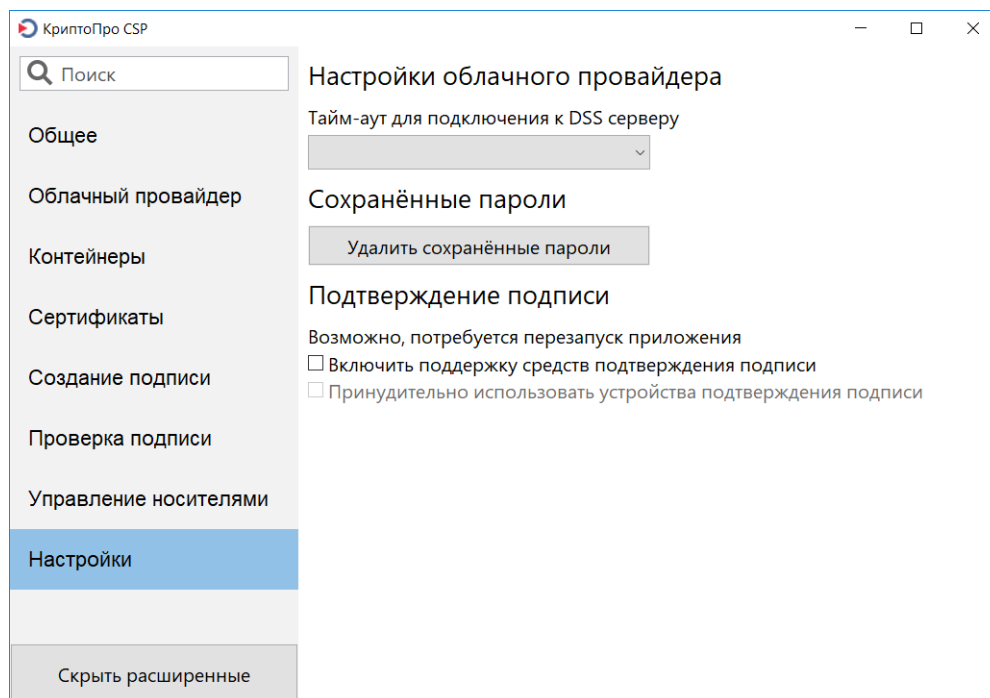 КриптоПро CSP
Поиск
Общее
Облачный провайдер
Контейнеры
Сертификаты
Создание подписи
Проверка подписи
Управление носителями
Настройки
Скрыть расширенные
Настройки облачного провайдера
Тайм-аут для подключения к DSS серверу
Сохранённые пароли
Удалить сохранённые пароли
Подтверждение подписи
Возможно, потребуется перезапуск приложения
Включить поддержку средств подтверждения подписи
Принудительно использовать устройства подтверждения подписи